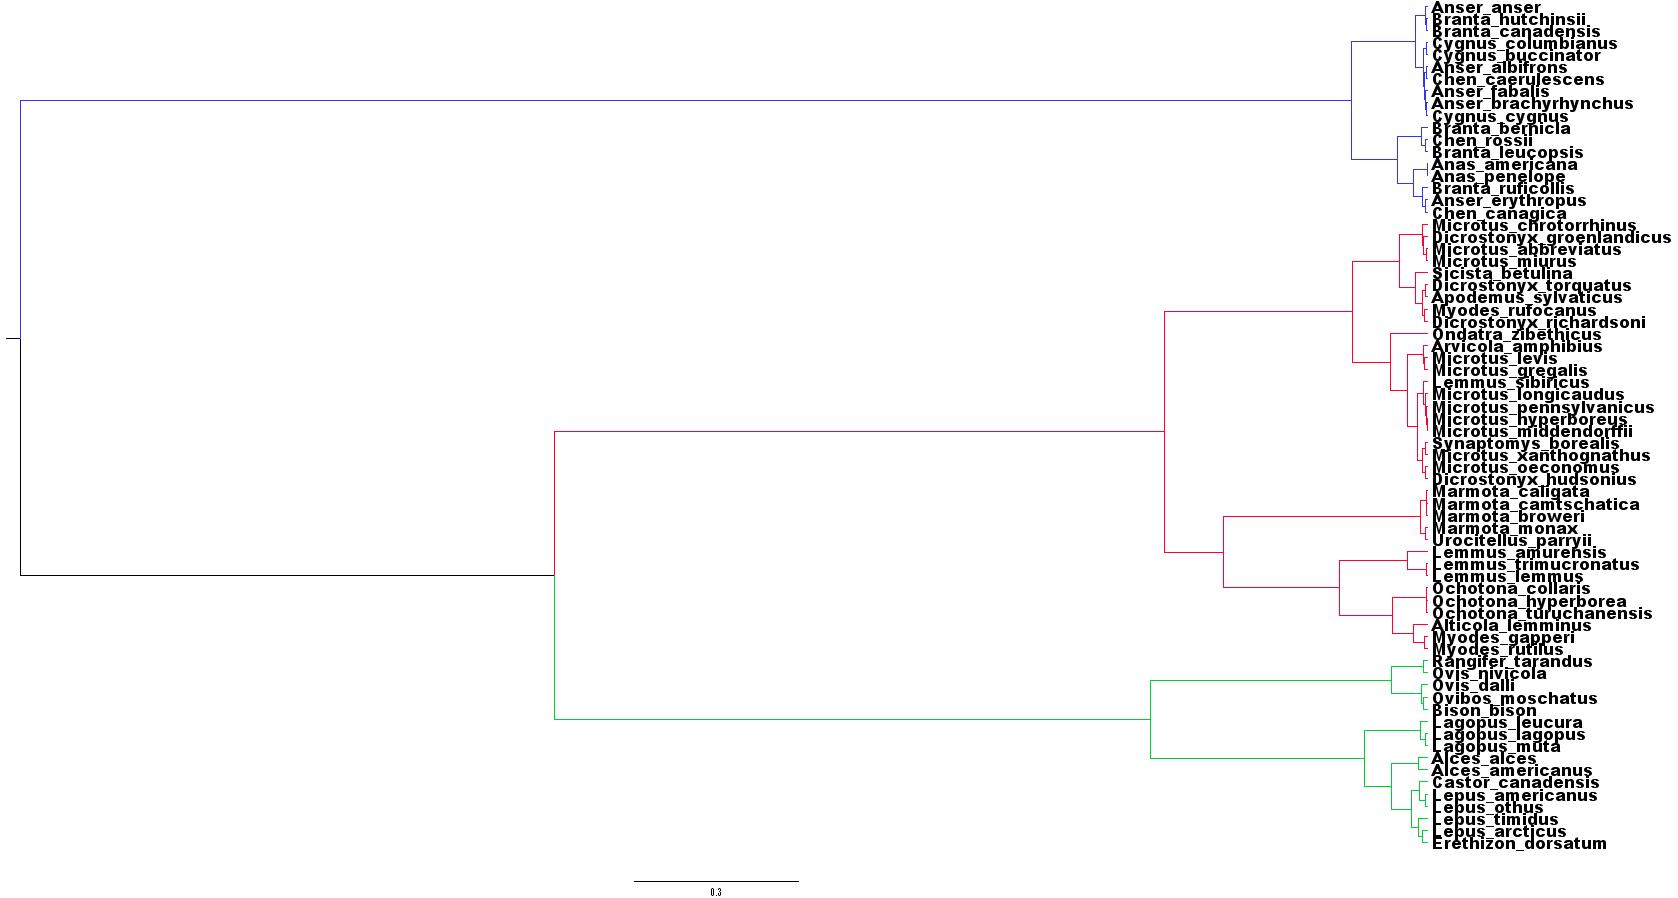 Anser_anser
Branta_hutchinsii
Branta_canadensis
Cygnus_columbianus
Cygnus_buccinator
Anser_albifrons
Chen_caerulescens
Anser_fabalis
Anser_brachyrhynchus
Cygnus_cygnus
Branta_bernicla
Chen_rossii
Branta_leucopsis
Anas_americana
Anas_penelope
Branta_ruficollis
Anser_erythropus
Chen_canagica
Microtus_chrotorrhinus
Dicrostonyx_groenlandicus
Microtus_abbreviatus
Microtus_miurus
Sicista_betulina
Dicrostonyx_torquatus
Apodemus_sylvaticus
Myodes_rufocanus
Dicrostonyx_richardsoni
Ondatra_zibethicus
Arvicola_amphibius
Microtus_levis
Microtus_gregalis
Lemmus_sibiricus
Microtus_longicaudus
Microtus_pennsylvanicus
Microtus_hyperboreus
Microtus_middendorffii
Synaptomys_borealis
Microtus_xanthognathus
Microtus_oeconomus
Dicrostonyx_hudsonius
Marmota_caligata
Marmota_camtschatica
Marmota_broweri
Marmota_monax
Urocitellus_parryii
Lemmus_amurensis
Lemmus_trimucronatus
Lemmus_lemmus
Ochotona_collaris
Ochotona_hyperborea
Ochotona_turuchanensis
Alticola_lemminus
Myodes_gapperi
Myodes_rutilus
Rangifer_tarandus
Ovis_nivicola
Ovis_dalli
Ovibos_moschatus
Bison_bison
Lagopus_leucura
Lagopus_lagopus
Lagopus_muta
Alces_alces
Alces_americanus
Castor_canadensis
Lepus_americanus
Lepus_othus
Lepus_timidus
Lepus_arcticus
Erethizon_dorsatum
0.3